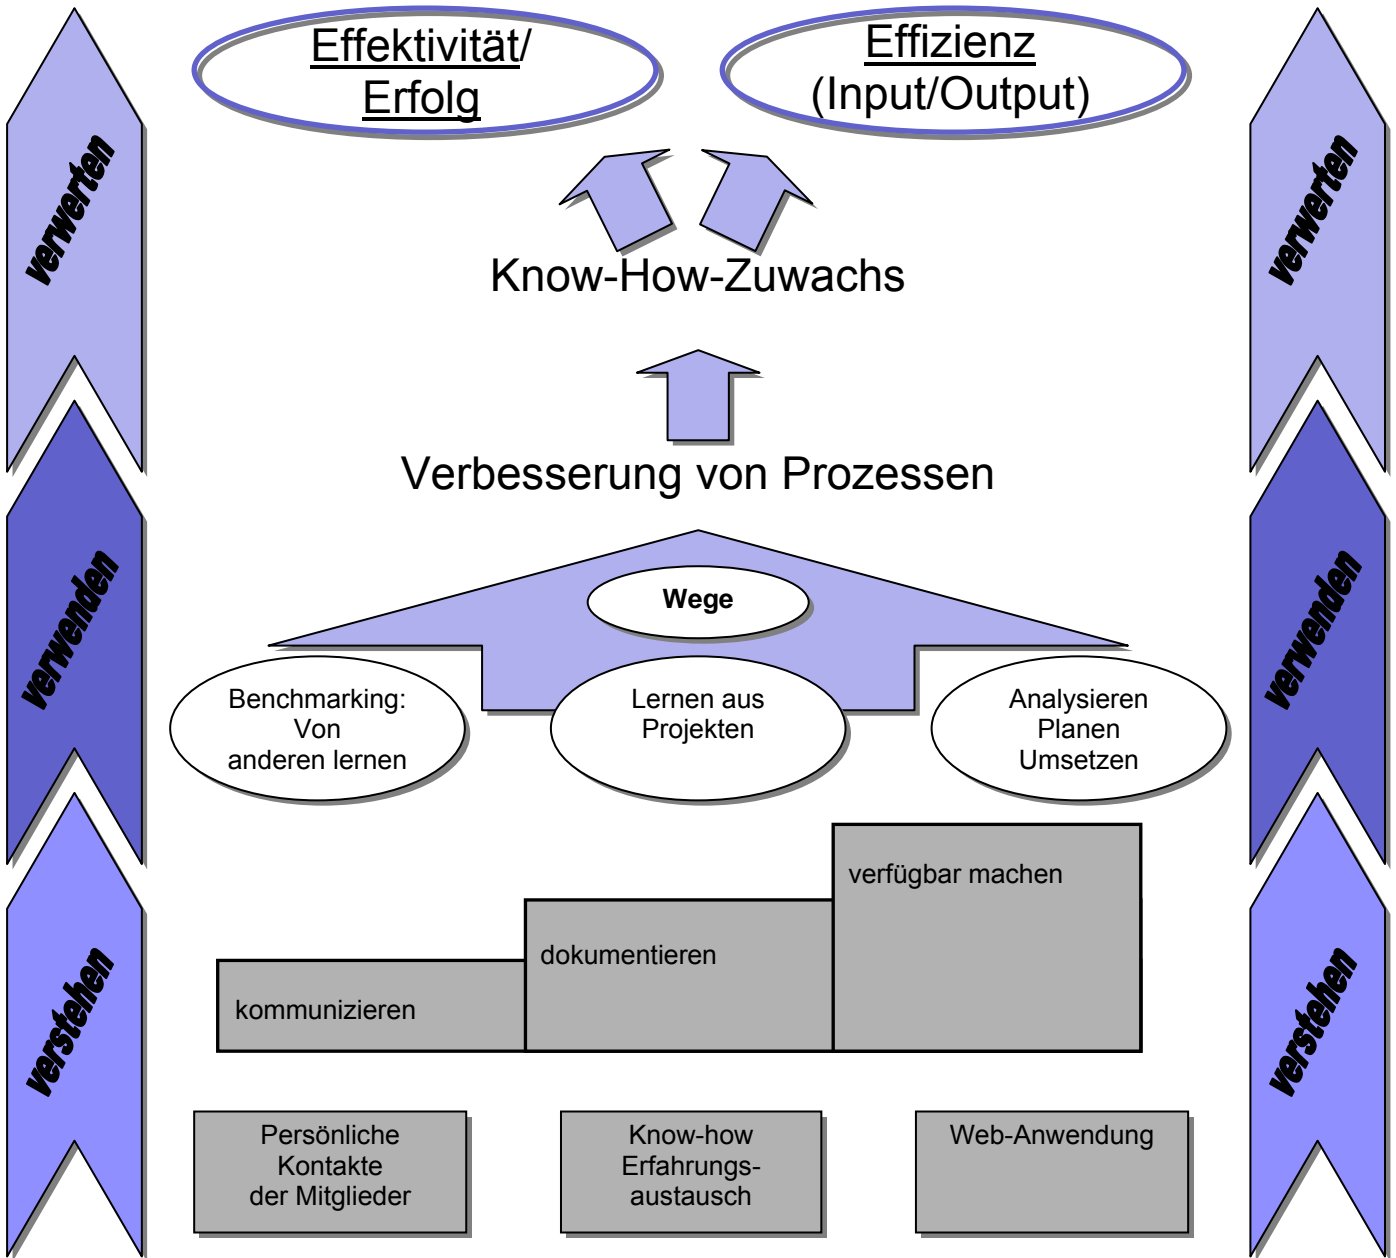 Effektivität/
Erfolg
Effizienz
(Input/Output)
verwerten
verwerten
Know-How-Zuwachs
Verbesserung von Prozessen
verwenden
verwenden
Wege
Benchmarking:
Von
anderen lernen
Lernen aus
Projekten
Analysieren
Planen
Umsetzen
verfügbar machen
dokumentieren
kommunizieren
verstehen
verstehen
Persönliche
Kontakte
der Mitglieder
Know-how
Erfahrungs-
austausch
Web-Anwendung